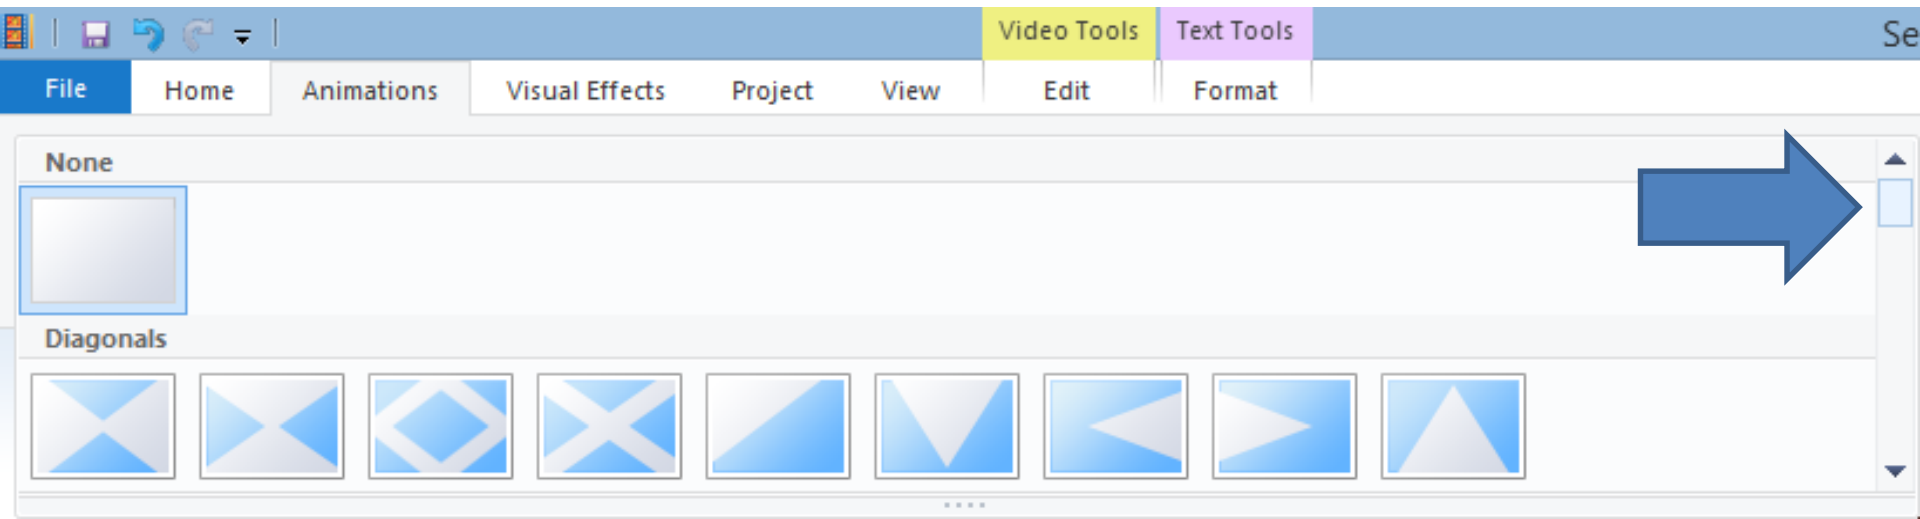 Video Tools Text Tools Se
File Home Animations Visual Effects Project View Edit Format
None
Diagonals